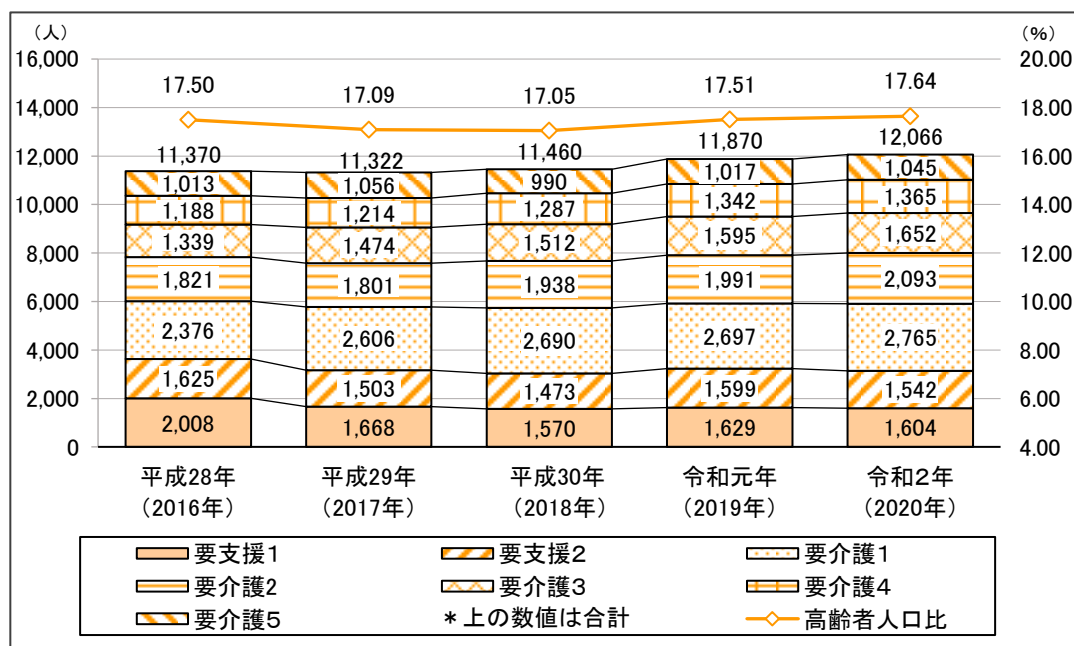 （人）
（%）
16,000
14,000
12,000
10,000
8,000
6,000
4,000
2,000
0
20.00
18.00
16.00
14.00
12.00
10.00
8.00
6.00
4.00
17.50 17.09 17.05 17.51 17.64
11,370 11,322 11,460 11,870 12,066
1,013 1,056 990 1,017 1,045
1,188 1,214 1,287 1,342 1,365
1,339 1,474 1,512 1,595 1,652
1,821 1,801 1,938 1,991 2,093
2,376 2,606 2,690 2,697 2,765
1,625 1,503 1,473 1,599 1,542
2,008 1,668 1,570 1,629 1,604
平成28年 平成29年 平成30年 令和元年 令和2年
（2016年） （2017年） （2018年） （2019年） （2020年）
要支援1 要支援2 要介護1
要介護2 要介護3 要介護4
要介護5 ＊上の数値は合計 高齢者人口比